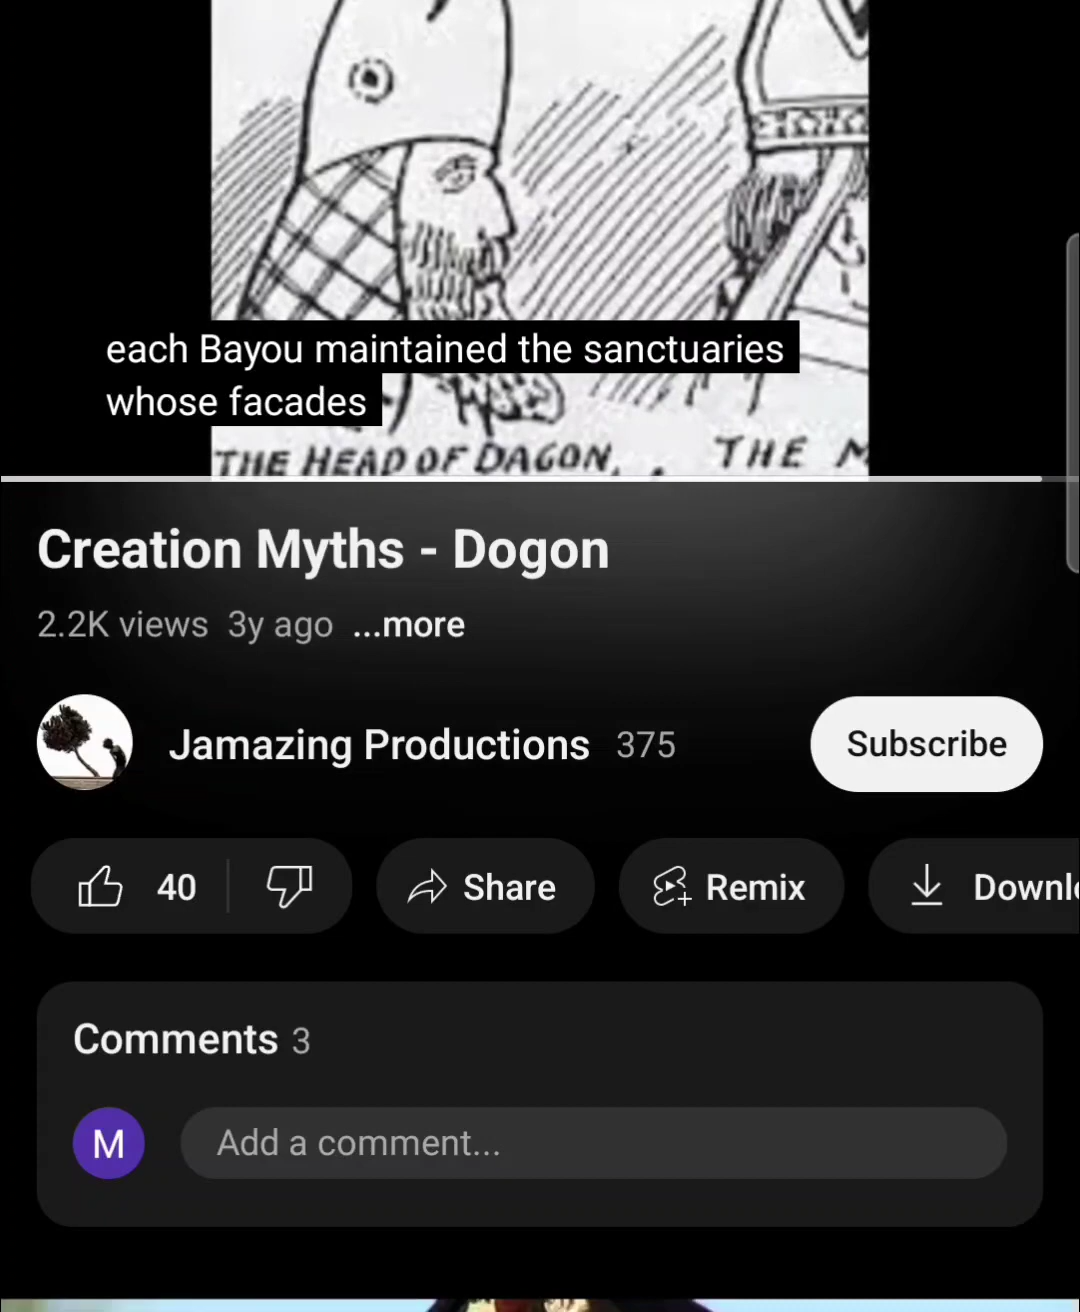 each Bayou maintained the sanctuaries
whose facades
THE HEAD OF DAGON.
THE M
Creation Myths - Dogon
2.2K views 3y ago ...more
Jamazing Productions 375
Subscribe
40
Share
Remix
Downlo
Comments 3
M
Add a comment...